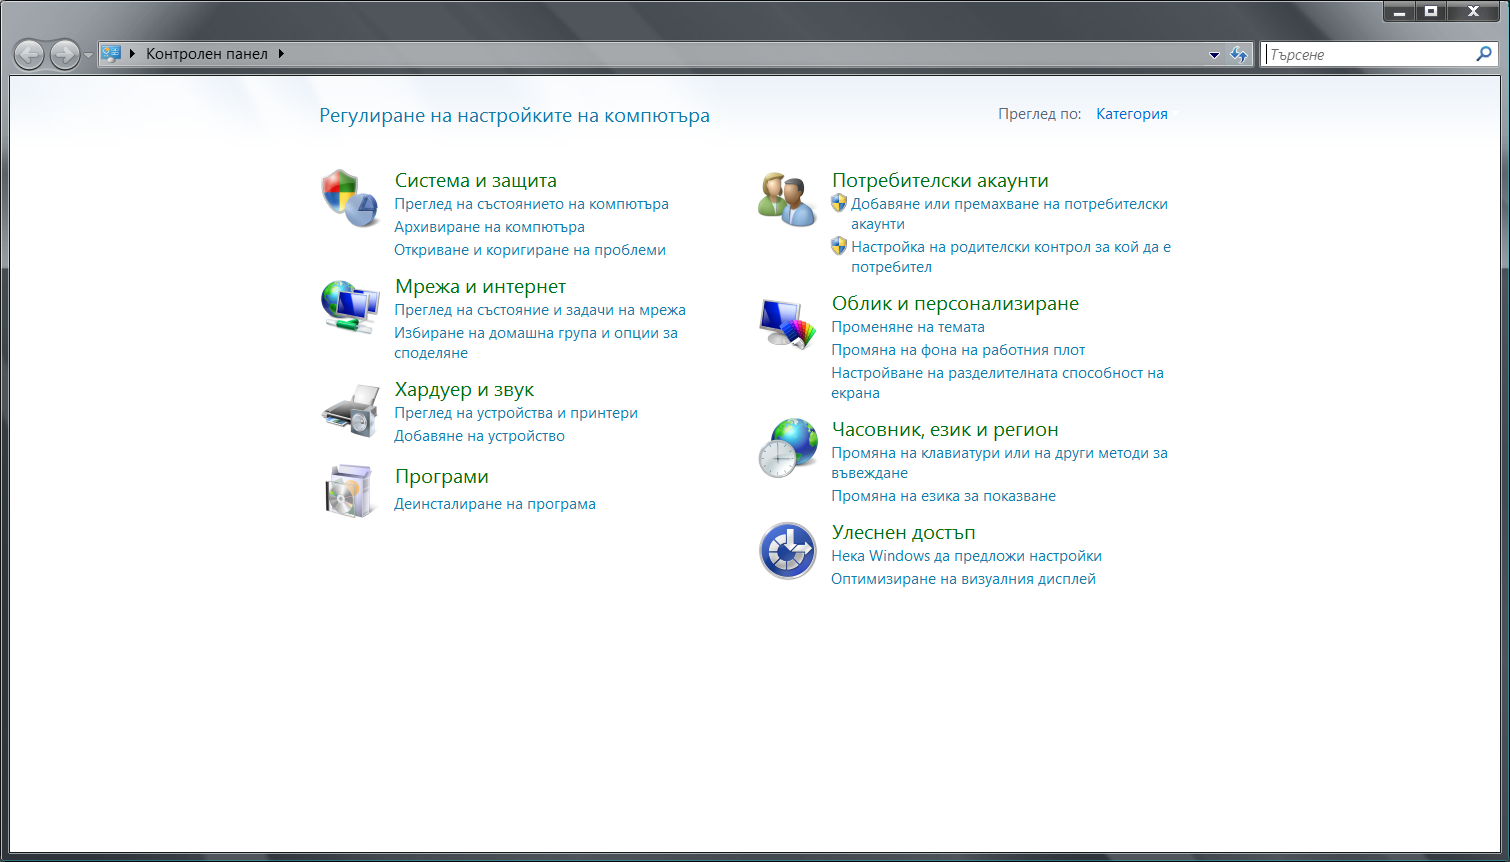 Контролен панел
Търсене
Регулиране на настройките на компютъра
Преглед по: Категория
Система и защита
Преглед на състоянието на компютъра
Архивиране на компютъра
Откриване и коригиране на проблеми
Мрежа и интернет
Преглед на състояние и задачи на мрежа
Избиране на домашна група и опции за
споделяне
Хардуер и звук
Преглед на устройства и принтери
Добавяне на устройство
Програми
Деинсталиране на програма
Потребителски акаунти
Добавяне или премахване на потребителски
акаунти
Настройка на родителски контрол за кой да е
потребител
Облик и персонализиране
Променяне на темата
Промяна на фона на работния плот
Настройване на разделителната способност на
екрана
Часовник, език и регион
Промяна на клавиатури или на други методи за
въвеждане
Промяна на езика за показване
Улеснен достъп
Нека Windows да предложи настройки
Оптимизиране на визуалния дисплей